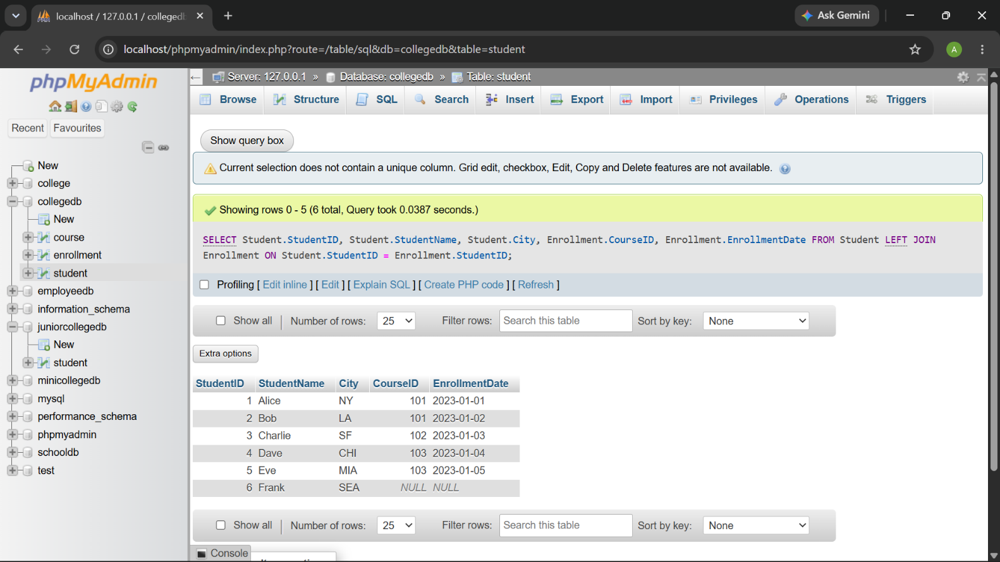 localhost / 127.0.0.1 / collegedb
Ask Gemini
localhost/phpmyadmin/index.php?route=/table/sql&db=collegedb&table=student
A
phpMyAdmin
Recent
Favourites
New
college
collegedb
New
course
enrollment
student
employeedb
information_schema
juniorcollegedb
New
student
minicollegedb
mysql
performance_schema
phpmyadmin
schooldb
test
Server: 127.0.0.1 » Database: collegedb » Table: student
Browse Structure SQL Search Insert Export Import Privileges Operations Triggers
Show query box
Current selection does not contain a unique column. Grid edit, checkbox, Edit, Copy and Delete features are not available.
Showing rows 0 - 5 (6 total, Query took 0.0387 seconds.)
SELECT Student.StudentID, Student.StudentName, Student.City, Enrollment.CourseID, Enrollment.EnrollmentDate FROM Student LEFT JOIN
Enrollment ON Student.StudentID = Enrollment.StudentID;
Profiling [ Edit inline ] [ Edit ] [ Explain SQL ] [ Create PHP code ] [ Refresh ]
Show all | Number of rows: 25 Filter rows: Search this table Sort by key: None
Extra options
StudentID StudentName City CourseID EnrollmentDate
1 Alice NY 101 2023-01-01
2 Bob LA 101 2023-01-02
3 Charlie SF 102 2023-01-03
4 Dave CHI 103 2023-01-04
5 Eve MIA 103 2023-01-05
6 Frank SEA NULL NULL
Show all | Number of rows: 25 Filter rows: Search this table Sort by key: None
Console